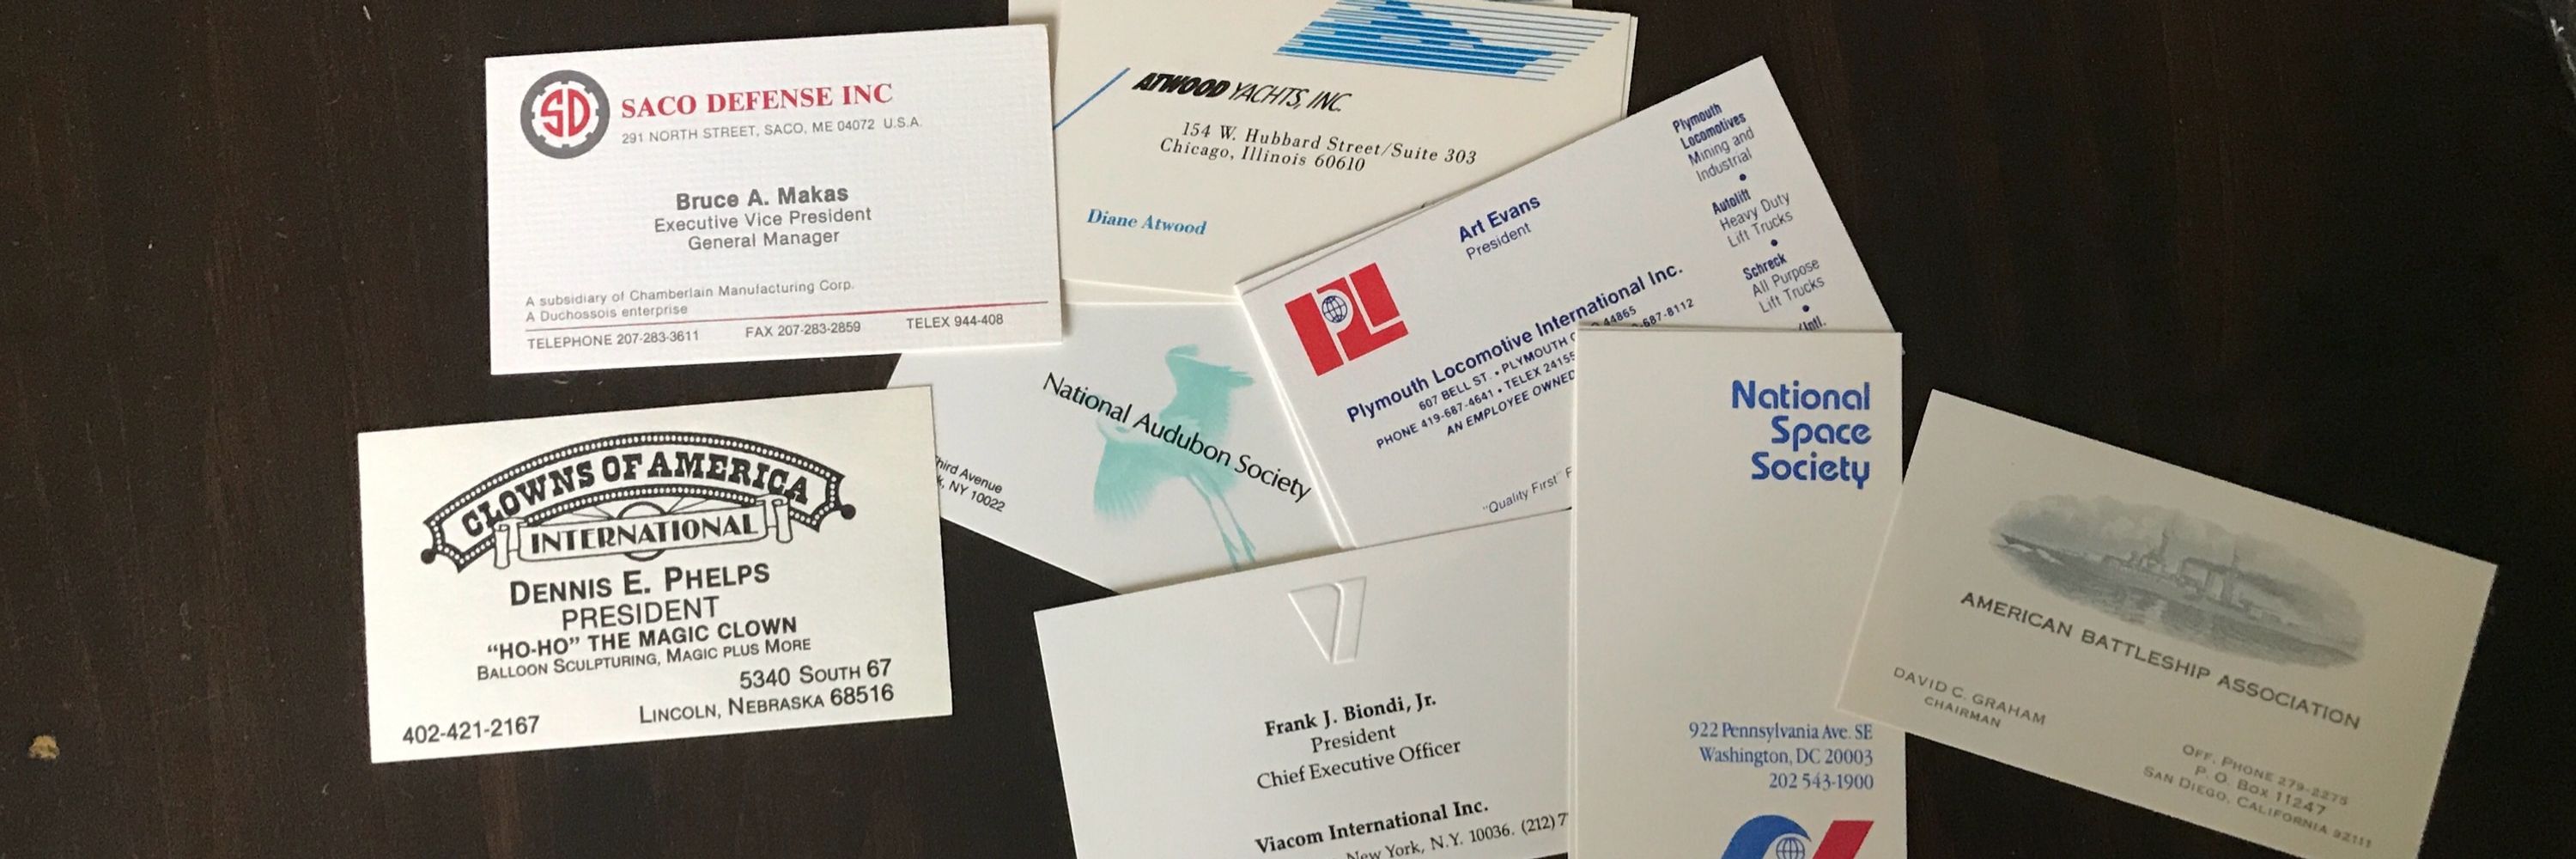 SD
SACO DEFENSE INC
291 NORTH STREET, SACO, ME 04072 U.S.A.
Bruce A. Makas
Executive Vice President
General Manager
A subsidiary of Chamberlain Manufacturing Corp.
A Duchossois enterprise
TELEPHONE 207-283-3611 FAX 207-283-2859 TELEX 944-408
ATWOOD YACHTS, INC.
154 W. Hubbard Street/Suite 303
Chicago, Illinois 60610
Diane Atwood
Art Evans
President
PL
Plymouth Locomotive International Inc.
607 BELL ST. • PLYMOUTH O 44865
PHONE 419-687-4641 • TELEX 24155 -687-8112
AN EMPLOYEE OWNED
"Quality First"
Plymouth
Locomotives
Mining and
Industrial
•
Autolift
Heavy Duty
Lift Trucks
•
Schreck
All Purpose
Lift Trucks
•
/Intl.
CLOWNS OF AMERICA
INTERNATIONAL
DENNIS E. PHELPS
PRESIDENT
"HO-HO" THE MAGIC CLOWN
BALLOON SCULPTURING, MAGIC PLUS MORE
5340 SOUTH 67
402-421-2167 LINCOLN, NEBRASKA 68516
National Audubon Society
hird Avenue
k, NY 10022
Frank J. Biondi, Jr.
President
Chief Executive Officer
Viacom International Inc.
New York, N.Y. 10036. (212) 7
National
Space
Society
922 Pennsylvania Ave. SE
Washington, DC 20003
202 543-1900
AMERICAN BATTLESHIP ASSOCIATION
DAVID C. GRAHAM
CHAIRMAN
OFF. PHONE 279-2275
P. O. BOX 11247
SAN DIEGO, CALIFORNIA 92111